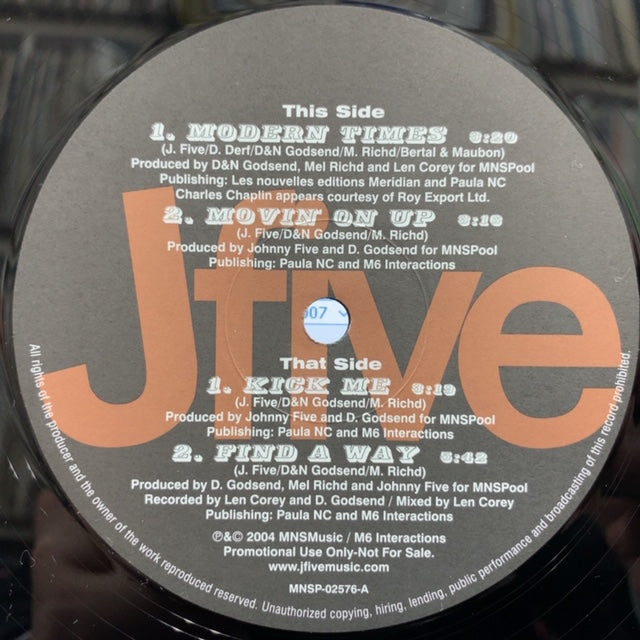 This Side
1. MODERN TIMES 3:20
(J. Five/D. Derf/D&N Godsend/M. Richd/Bertal & Maubon)
Produced by D&N Godsend, Mel Richd and Len Corey for MNSPool
Publishing: Les nouvelles editions Meridian and Paula NC
Charles Chaplin appears courtesy of Roy Export Ltd.
2. MOVIN' ON UP 3:16
(J. Five/D&N Godsend/M. Richd)
Produced by Johnny Five and D. Godsend for MNSPool
Publishing: Paula NC and M6 Interactions
Jfive
007
That Side
1. KICK ME 3:13
(J. Five/D&N Godsend/M. Richd)
Produced by Johnny Five and D. Godsend for MNSPool
Publishing: Paula NC and M6 Interactions
2. FIND A WAY 5:42
(J. Five/D&N Godsend/M. Richd)
Produced by D. Godsend, Mel Richd and Johnny Five for MNSPool
Recorded by Len Corey and D. Godsend / Mixed by Len Corey
Publishing: Paula NC and M6 Interactions
℗&© 2004 MNSMusic / M6 Interactions
Promotional Use Only-Not For Sale.
www.jfivemusic.com
MNSP-02576-A
All rights of the producer and the owner of the work reproduced reserved. Unauthorized copying, hiring, lending, public performance and broadcasting of this record prohibited.